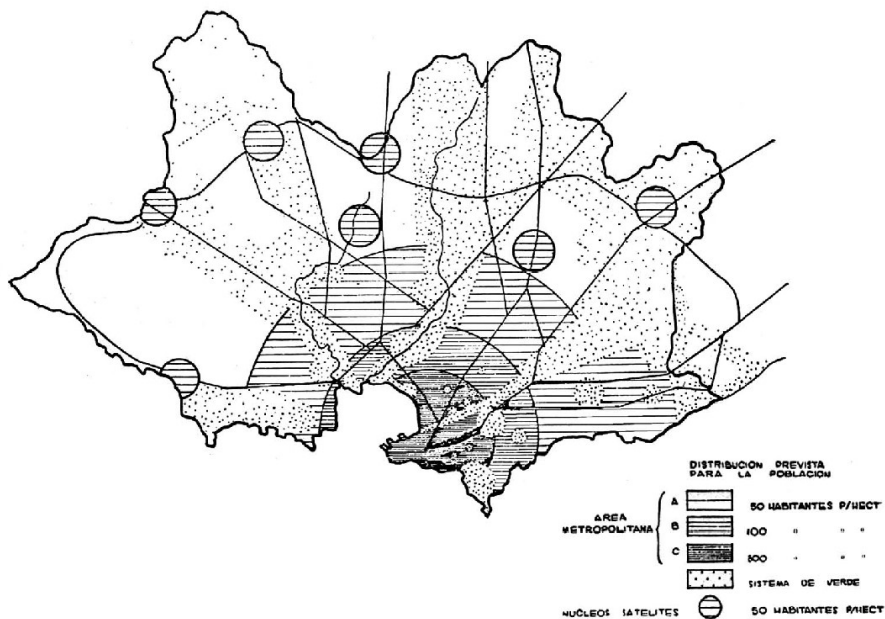 DISTRIBUCION PREVISTA
PARA LA POBLACION
AREA
METROPOLITANA
A 50 HABITANTES P/HECT
B 100 " " "
C 300 " " "
SISTEMA DE VERDE
NUCLEOS SATELITES 50 HABITANTES P/HECT